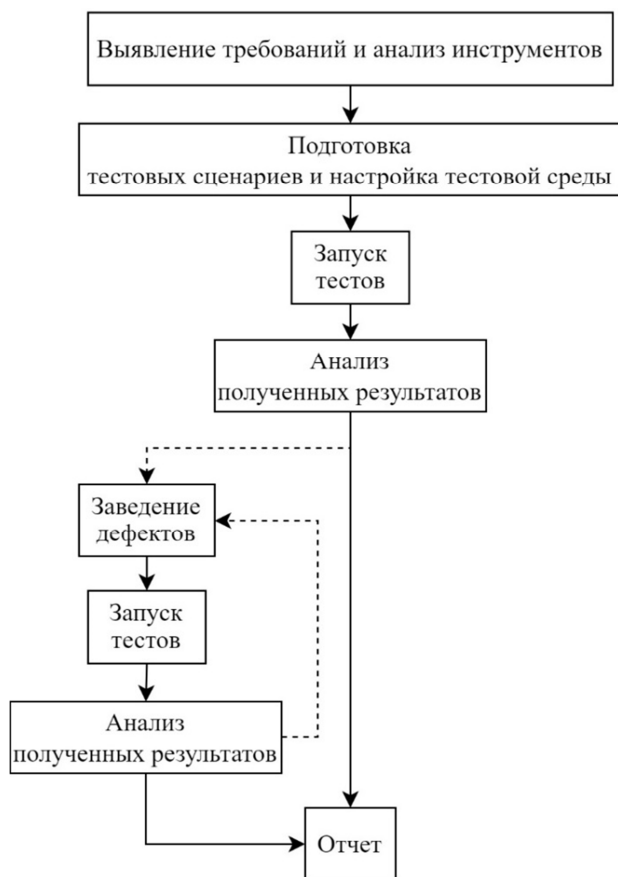 Выявление требований и анализ инструментов
Подготовка
тестовых сценариев и настройка тестовой среды
Запуск
тестов
Анализ
полученных результатов
Заведение
дефектов
Запуск
тестов
Анализ
полученных результатов
Отчет